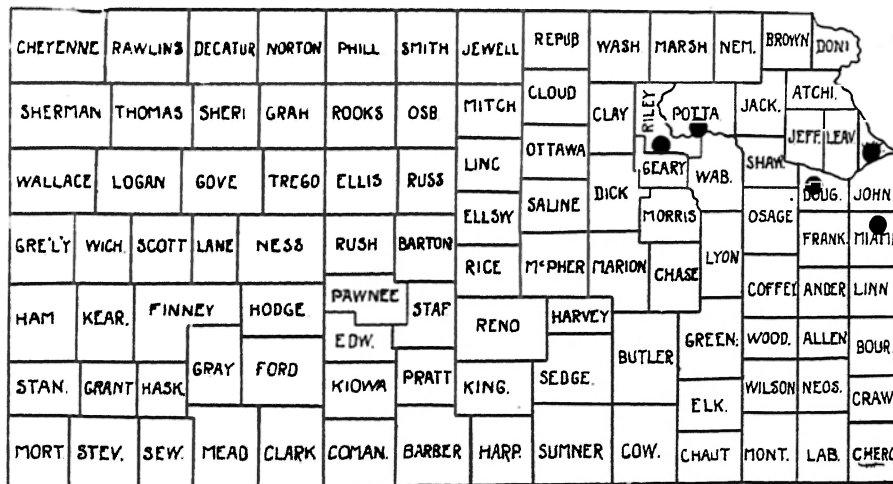 CHEYENNE RAWLINS DECATUR NORTON PHILL SMITH JEWELL REPUB WASH MARSH NEM. BROWN DONI
SHERMAN THOMAS SHERI GRAH ROOKS OSB MITCH CLOUD CLAY RILEY POTTA. JACK. ATCHI.
JEFF. LEAV.
WALLACE LOGAN GOVE TREGO ELLIS RUSS LINC OTTAWA DICK GEARY WAB. SHAW. DOUG. JOHN
ELLSW SALINE MORRIS OSAGE
GRE'L'Y WICH. SCOTT LANE NESS RUSH BARTON RICE McPHER MARION CHASE LYON FRANK. MIAMI
HAM KEAR. FINNEY HODGE. PAWNEE STAF. COFFEY ANDER LINN
EDW. RENO HARVEY
STAN. GRANT HASK. GRAY FORD KIOWA PRATT KING. SEDGE. BUTLER GREEN. WOOD. ALLEN BOUR.
ELK. WILSON NEOS. CRAW
MORT. STEV. SEW. MEAD CLARK COMAN. BARBER HARP. SUMNER COW. CHAUT MONT. LAB. CHERO